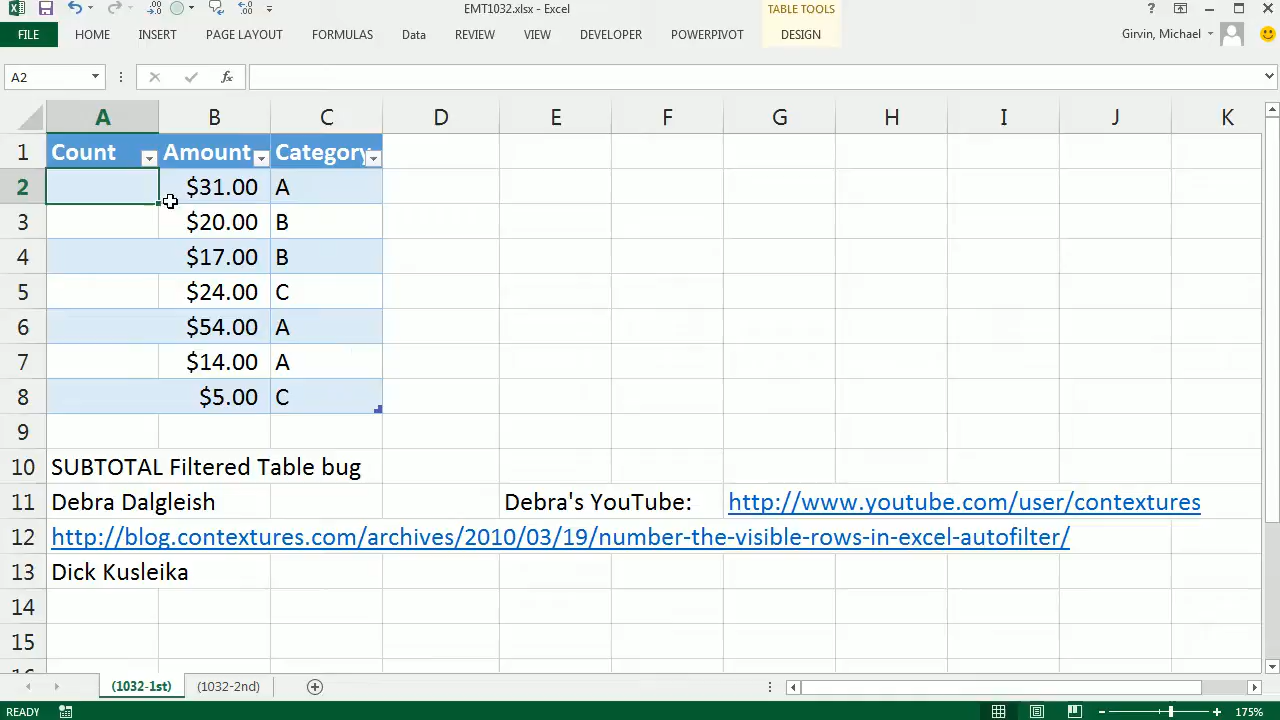 EMT1032.xlsx - Excel
TABLE TOOLS
?
FILE HOME INSERT PAGE LAYOUT FORMULAS Data REVIEW VIEW DEVELOPER POWERPIVOT DESIGN Girvin, Michael
A2 fx
A B C D E F G H I J K
1 Count Amount Category
2 $31.00 A
3 $20.00 B
4 $17.00 B
5 $24.00 C
6 $54.00 A
7 $14.00 A
8 $5.00 C
9
10 SUBTOTAL Filtered Table bug
11 Debra Dalgleish Debra's YouTube: http://www.youtube.com/user/contextures
12 http://blog.contextures.com/archives/2010/03/19/number-the-visible-rows-in-excel-autofilter/
13 Dick Kusleika
14
15
16
(1032-1st) (1032-2nd)
READY 175%